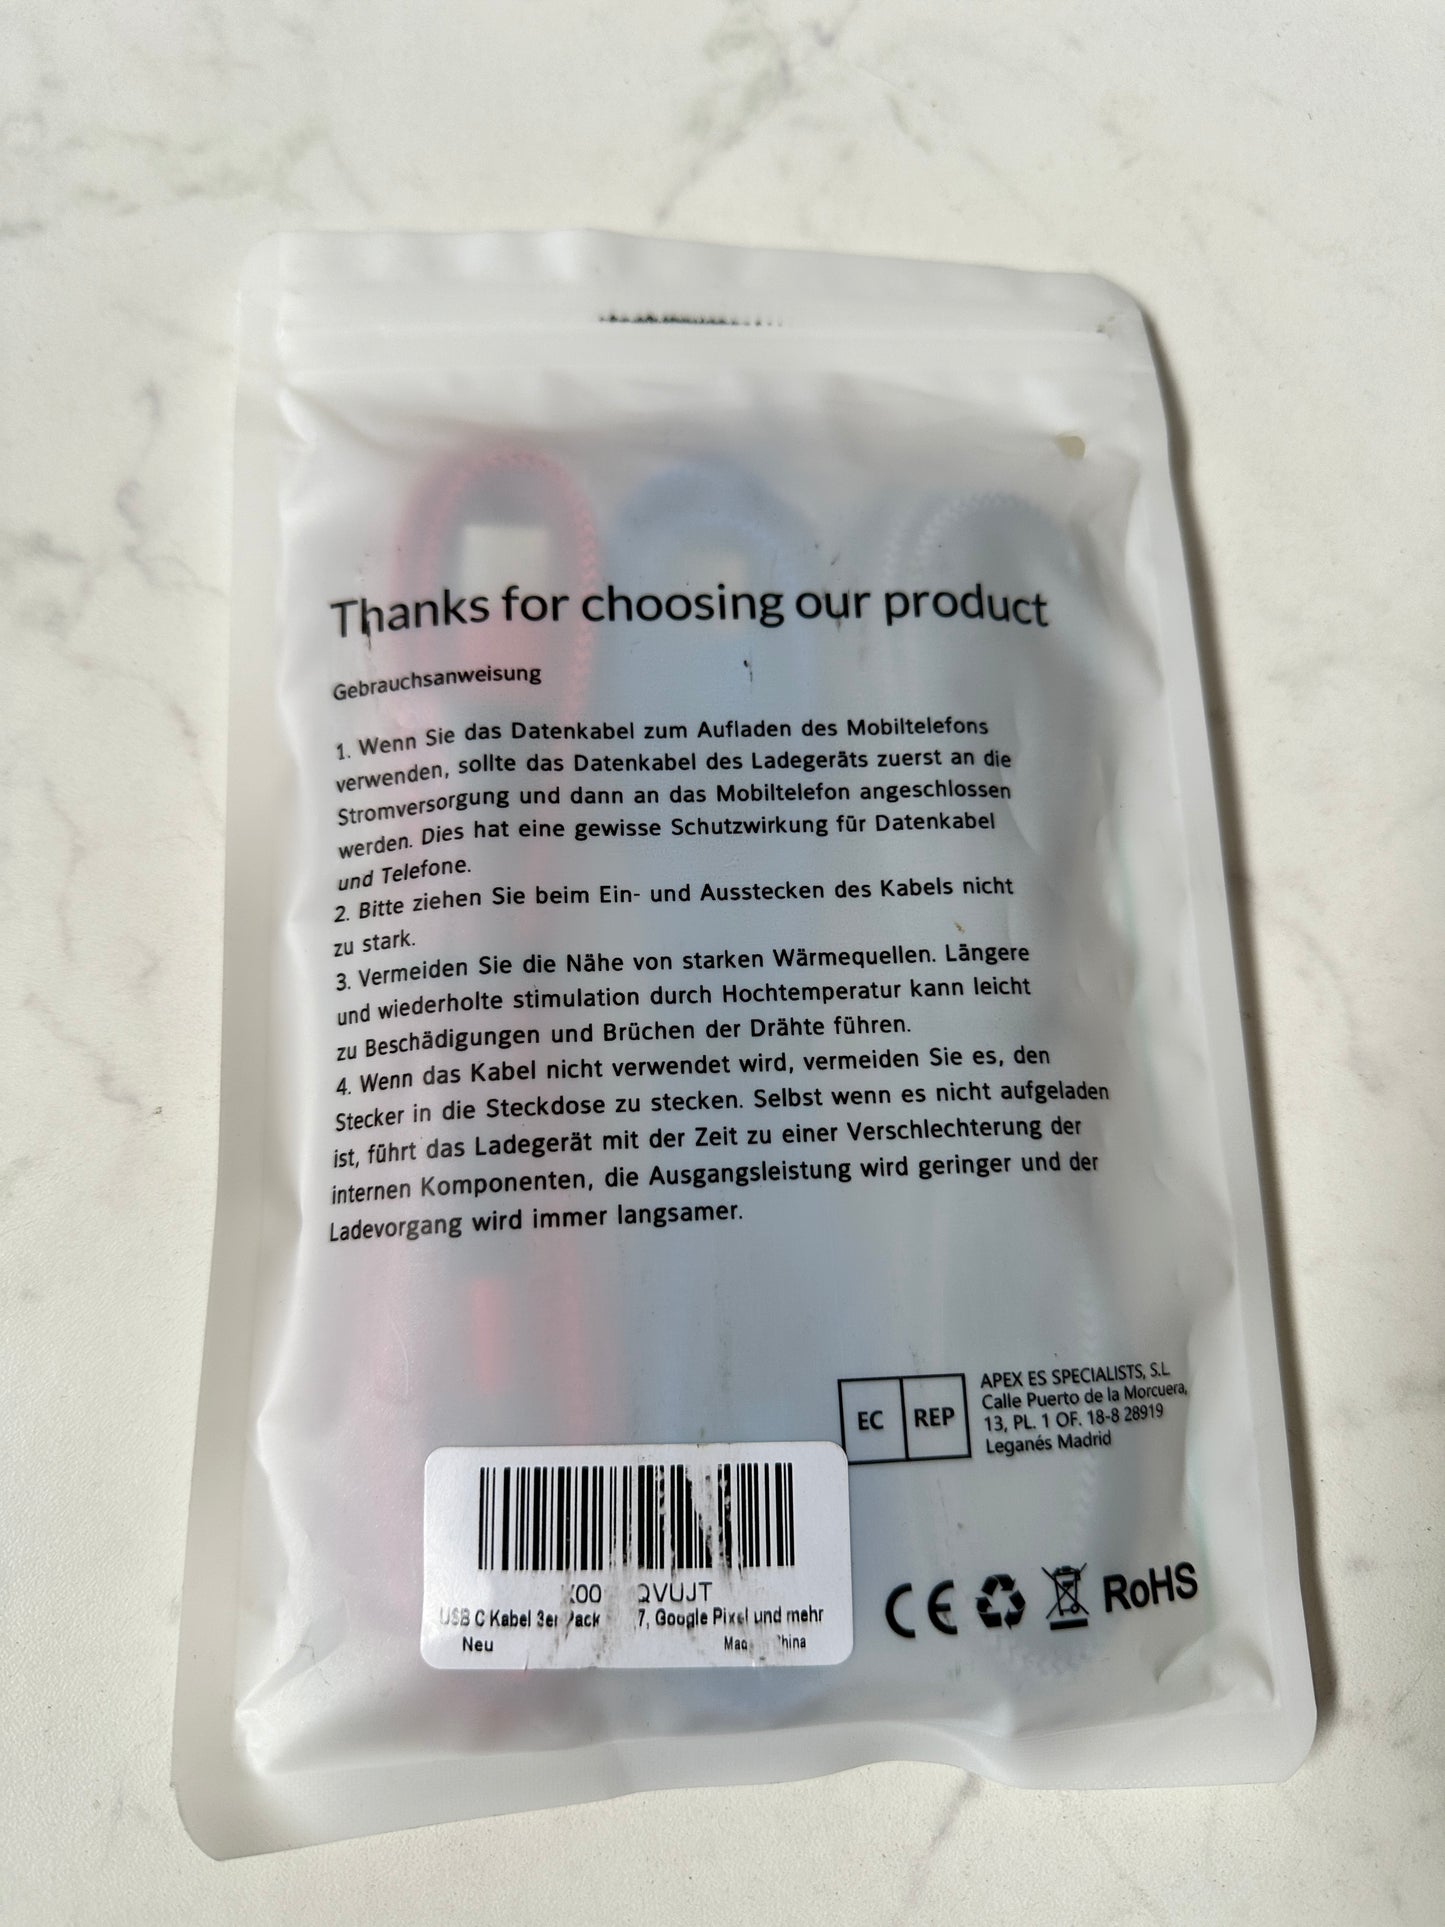 Thanks for choosing our product
Gebrauchsanweisung
1. Wenn Sie das Datenkabel zum Aufladen des Mobiltelefons
verwenden, sollte das Datenkabel des Ladegeräts zuerst an die
Stromversorgung und dann an das Mobiltelefon angeschlossen
werden. Dies hat eine gewisse Schutzwirkung für Datenkabel
und Telefone.
2. Bitte ziehen Sie beim Ein- und Ausstecken des Kabels nicht
zu stark.
3. Vermeiden Sie die Nähe von starken Wärmequellen. Längere
und wiederholte stimulation durch Hochtemperatur kann leicht
zu Beschädigungen und Brüchen der Drähte führen.
4. Wenn das Kabel nicht verwendet wird, vermeiden Sie es, den
Stecker in die Steckdose zu stecken. Selbst wenn es nicht aufgeladen
ist, führt das Ladegerät mit der Zeit zu einer Verschlechterung der
internen Komponenten, die Ausgangsleistung wird geringer und der
Ladevorgang wird immer langsamer.
EC REP
APEX ES SPECIALISTS, S.L
Calle Puerto de la Morcuera,
13, PL. 1 OF. 18-8 28919
Leganés Madrid
QVUJT
USB C Kabel 3er Pack 7, Google Pixel und mehr
Neu
CE RoHS